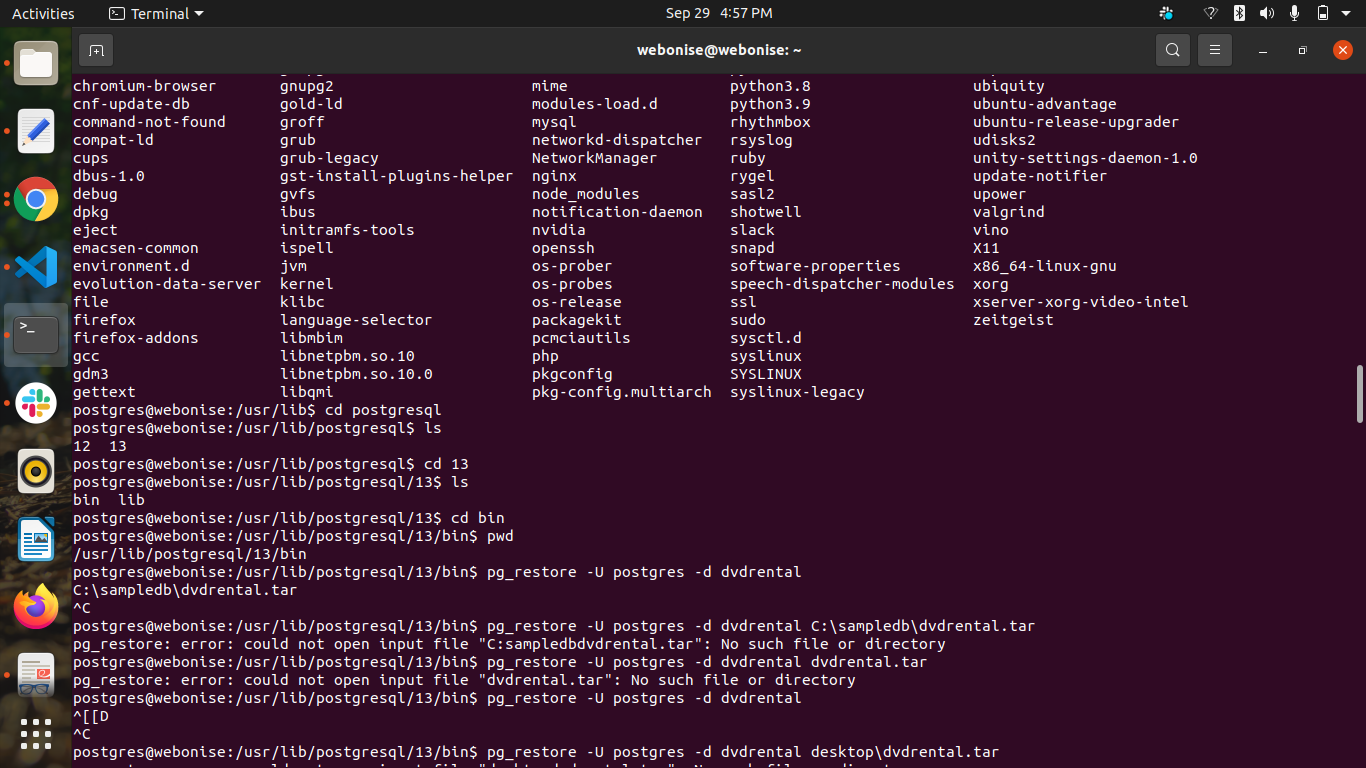 Activities Terminal Sep 29 4:57 PM
webonise@webonise: ~
chromium-browser gnupg2 mime python3.8 ubiquity
cnf-update-db gold-ld modules-load.d python3.9 ubuntu-advantage
command-not-found groff mysql rhythmbox ubuntu-release-upgrader
compat-ld grub networkd-dispatcher rsyslog udisks2
cups grub-legacy NetworkManager ruby unity-settings-daemon-1.0
dbus-1.0 gst-install-plugins-helper nginx rygel update-notifier
debug gvfs node_modules sasl2 upower
dpkg ibus notification-daemon shotwell valgrind
eject initramfs-tools nvidia slack vino
emacsen-common ispell openssh snapd X11
environment.d jvm os-prober software-properties x86_64-linux-gnu
evolution-data-server kernel os-probes speech-dispatcher-modules xorg
file klibc os-release ssl xserver-xorg-video-intel
firefox language-selector packagekit sudo zeitgeist
firefox-addons libmbim pcmciautils sysctl.d
gcc libnetpbm.so.10 php syslinux
gdm3 libnetpbm.so.10.0 pkgconfig SYSLINUX
gettext libqmi pkg-config.multiarch syslinux-legacy
postgres@webonise:/usr/lib$ cd postgresql
postgres@webonise:/usr/lib/postgresql$ ls
12 13
postgres@webonise:/usr/lib/postgresql$ cd 13
postgres@webonise:/usr/lib/postgresql/13$ ls
bin lib
postgres@webonise:/usr/lib/postgresql/13$ cd bin
postgres@webonise:/usr/lib/postgresql/13/bin$ pwd
/usr/lib/postgresql/13/bin
postgres@webonise:/usr/lib/postgresql/13/bin$ pg_restore -U postgres -d dvdrental
C:\sampledb\dvdrental.tar
^C
postgres@webonise:/usr/lib/postgresql/13/bin$ pg_restore -U postgres -d dvdrental C:\sampledb\dvdrental.tar
pg_restore: error: could not open input file "C:sampledbdvdrental.tar": No such file or directory
postgres@webonise:/usr/lib/postgresql/13/bin$ pg_restore -U postgres -d dvdrental dvdrental.tar
pg_restore: error: could not open input file "dvdrental.tar": No such file or directory
postgres@webonise:/usr/lib/postgresql/13/bin$ pg_restore -U postgres -d dvdrental
^[[D
^C
postgres@webonise:/usr/lib/postgresql/13/bin$ pg_restore -U postgres -d dvdrental desktop\dvdrental.tar